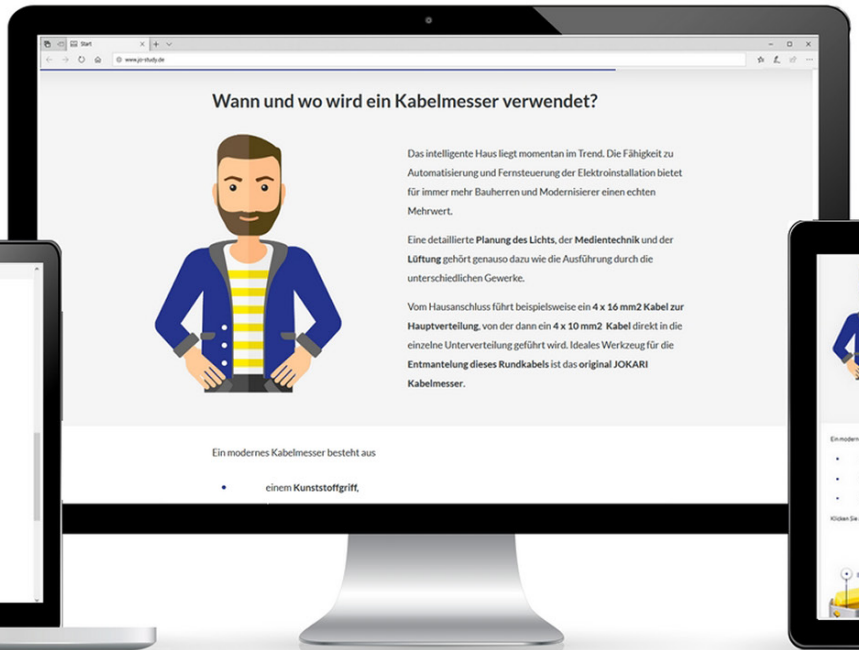 Start
www.jo-study.de
Wann und wo wird ein Kabelmesser verwendet?
Das intelligente Haus liegt momentan im Trend. Die Fähigkeit zu
Automatisierung und Fernsteuerung der Elektroinstallation bietet
für immer mehr Bauherren und Modernisierer einen echten
Mehrwert.
Eine detaillierte Planung des Lichts, der Medientechnik und der
Lüftung gehört genauso dazu wie die Ausführung durch die
unterschiedlichen Gewerke.
Vom Hausanschluss führt beispielsweise ein 4 x 16 mm2 Kabel zur
Hauptverteilung, von der dann ein 4 x 10 mm2 Kabel direkt in die
einzelne Unterverteilung geführt wird. Ideales Werkzeug für die
Entmantelung dieses Rundkabels ist das original JOKARI
Kabelmesser.
Ein modernes Kabelmesser besteht aus
• einem Kunststoffgriff,
Ein modern
Klicken Sie